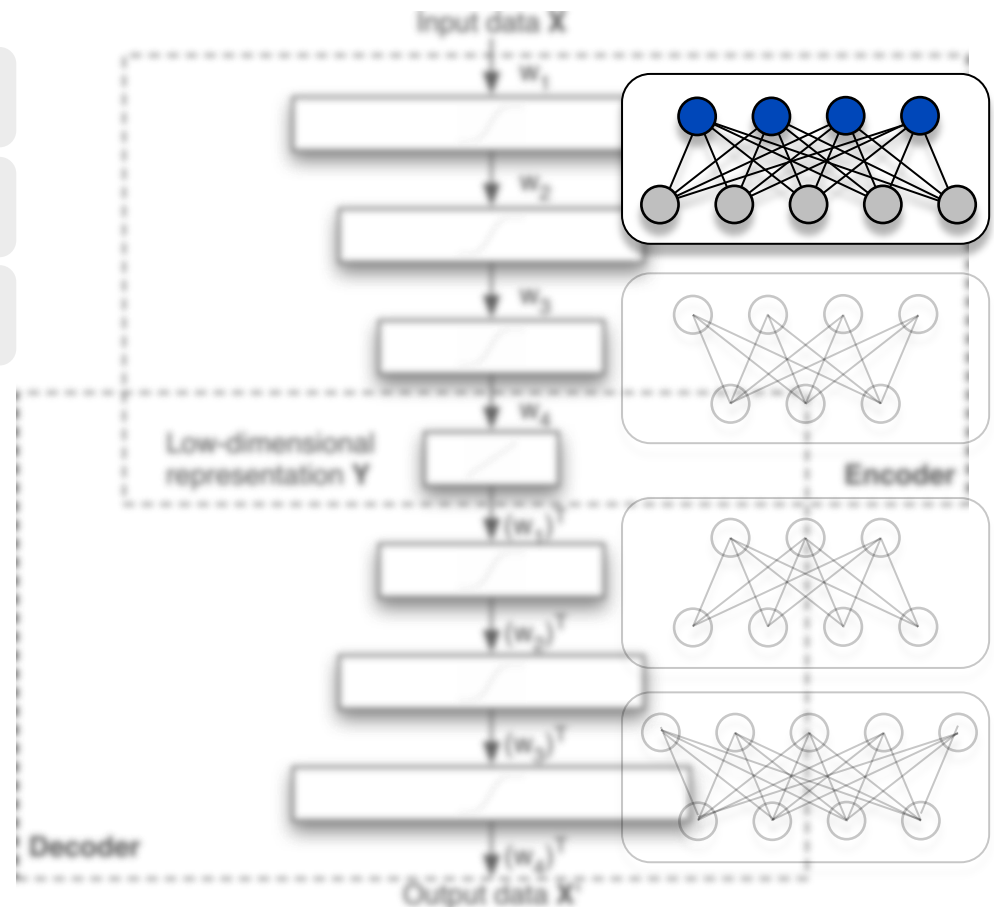 Input data X
w1
w2
w3
w4
Low-dimensional
representation Y
Encoder
(w1)T
(w2)T
(w3)T
(w4)T
Decoder
Output data X'